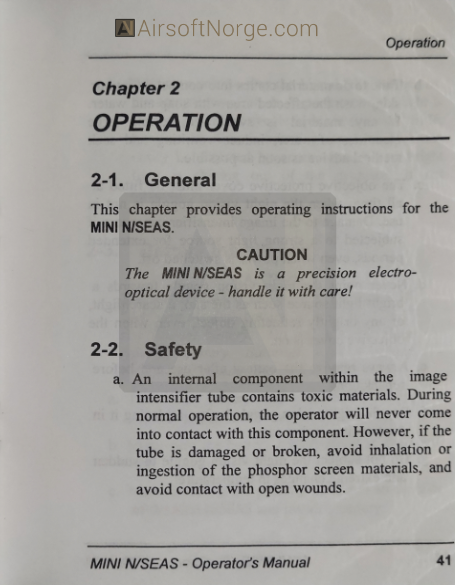 AirsoftNorge.com
Operation
Chapter 2
OPERATION
2-1. General
This chapter provides operating instructions for the
MINI N/SEAS.
CAUTION
The MINI N/SEAS is a precision electro-
optical device - handle it with care!
2-2. Safety
a. An internal component within the image
intensifier tube contains toxic materials. During
normal operation, the operator will never come
into contact with this component. However, if the
tube is damaged or broken, avoid inhalation or
ingestion of the phosphor screen materials, and
avoid contact with open wounds.
MINI N/SEAS - Operator's Manual 41